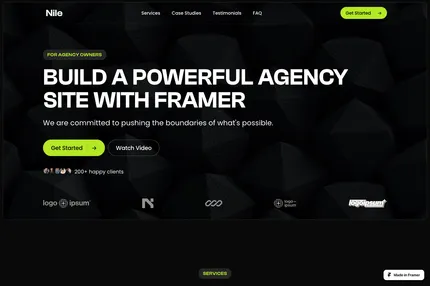 Nile
Services
Case Studies
Testimonials
FAQ
Get Started →
FOR AGENCY OWNERS
BUILD A POWERFUL AGENCY
SITE WITH FRAMER
We are committed to pushing the boundaries of what's possible.
Get Started →
Watch Video
200+ happy clients
logo ipsum
logo ipsum
logoipsum
SERVICES
Made in Framer